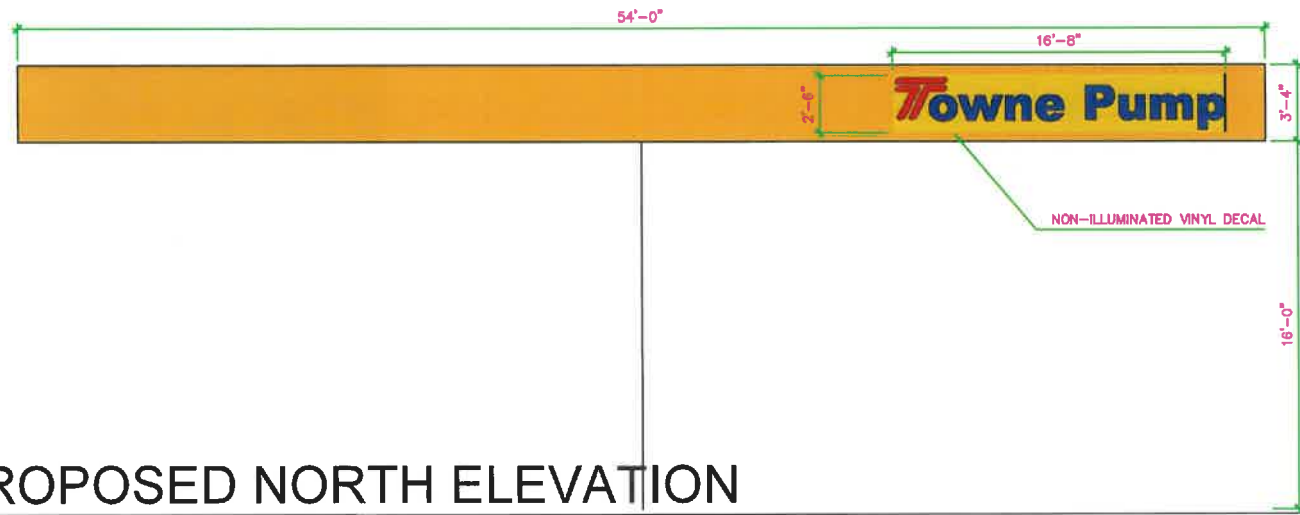 54'-0"
16'-8"
2'-6"
Towne Pump
3'-4"
NON-ILLUMINATED VINYL DECAL
16'-0"
ROPOSED NORTH ELEVATION